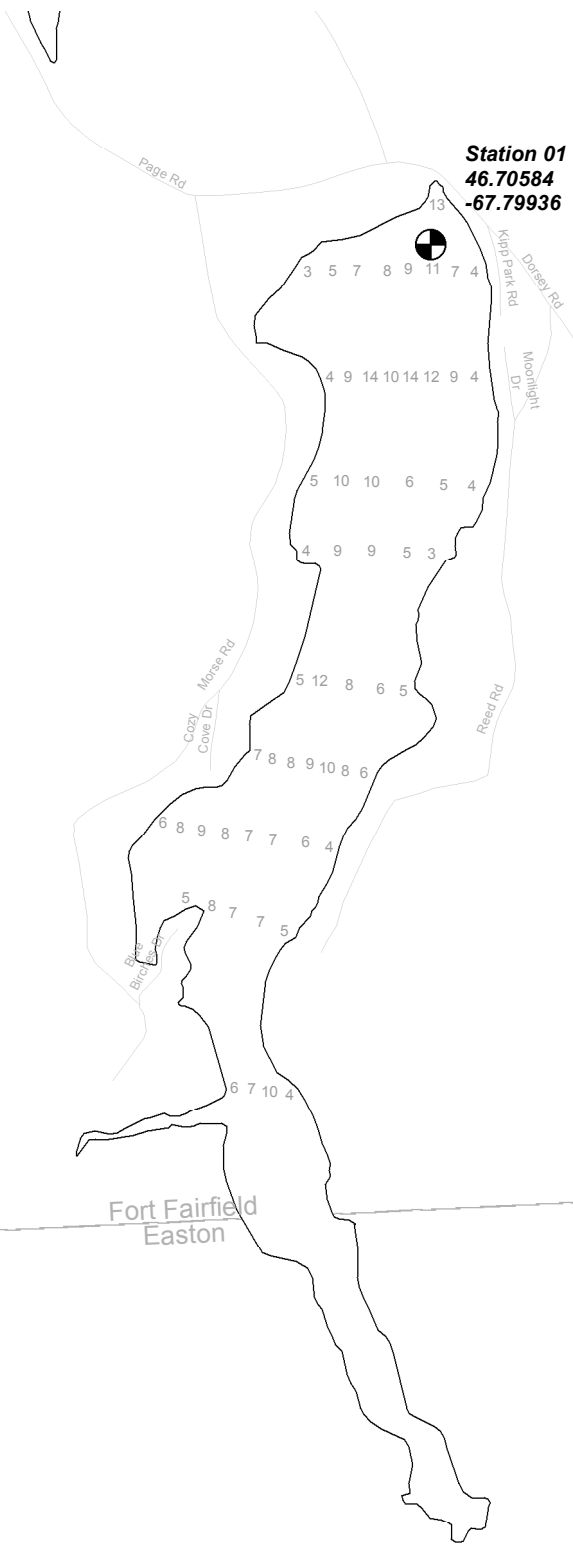 Station 01
46.70584
-67.79936
Page Rd
13
Kipp Park Rd
Dorsey Rd
3 5 7 8 9 11 7 4
Moonlight
Dr
4 9 14 10 14 12 9 4
5 10 10 6 5 4
4 9 9 5 3
Morse Rd
5 12 8 6 5
Reed Rd
Cozy
Cove Dr
7 8 8 9 10 8 6
6 8 9 8 7 7 6 4
5 8 7 7 5
Blue
Birches Dr
6 7 10 4
Fort Fairfield
Easton